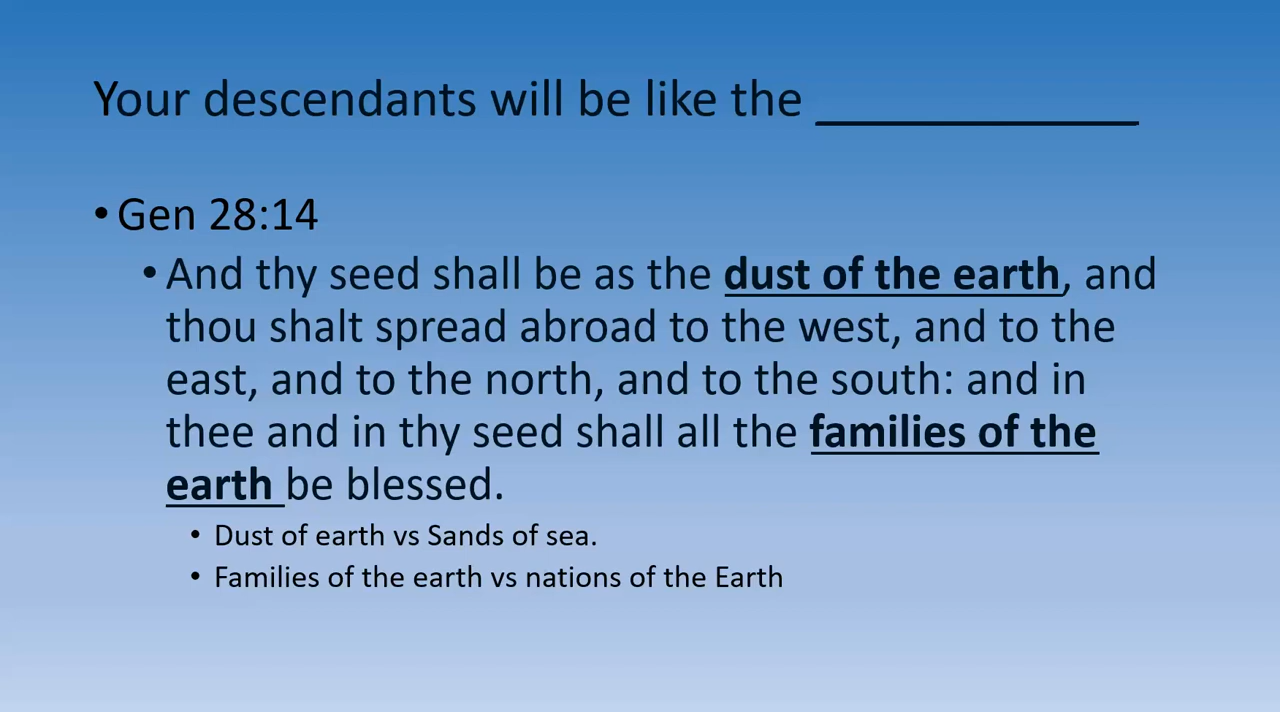 Your descendants will be like the _____________
• Gen 28:14
• And thy seed shall be as the dust of the earth, and
thou shalt spread abroad to the west, and to the
east, and to the north, and to the south: and in
thee and in thy seed shall all the families of the
earth be blessed.
• Dust of earth vs Sands of sea.
• Families of the earth vs nations of the Earth